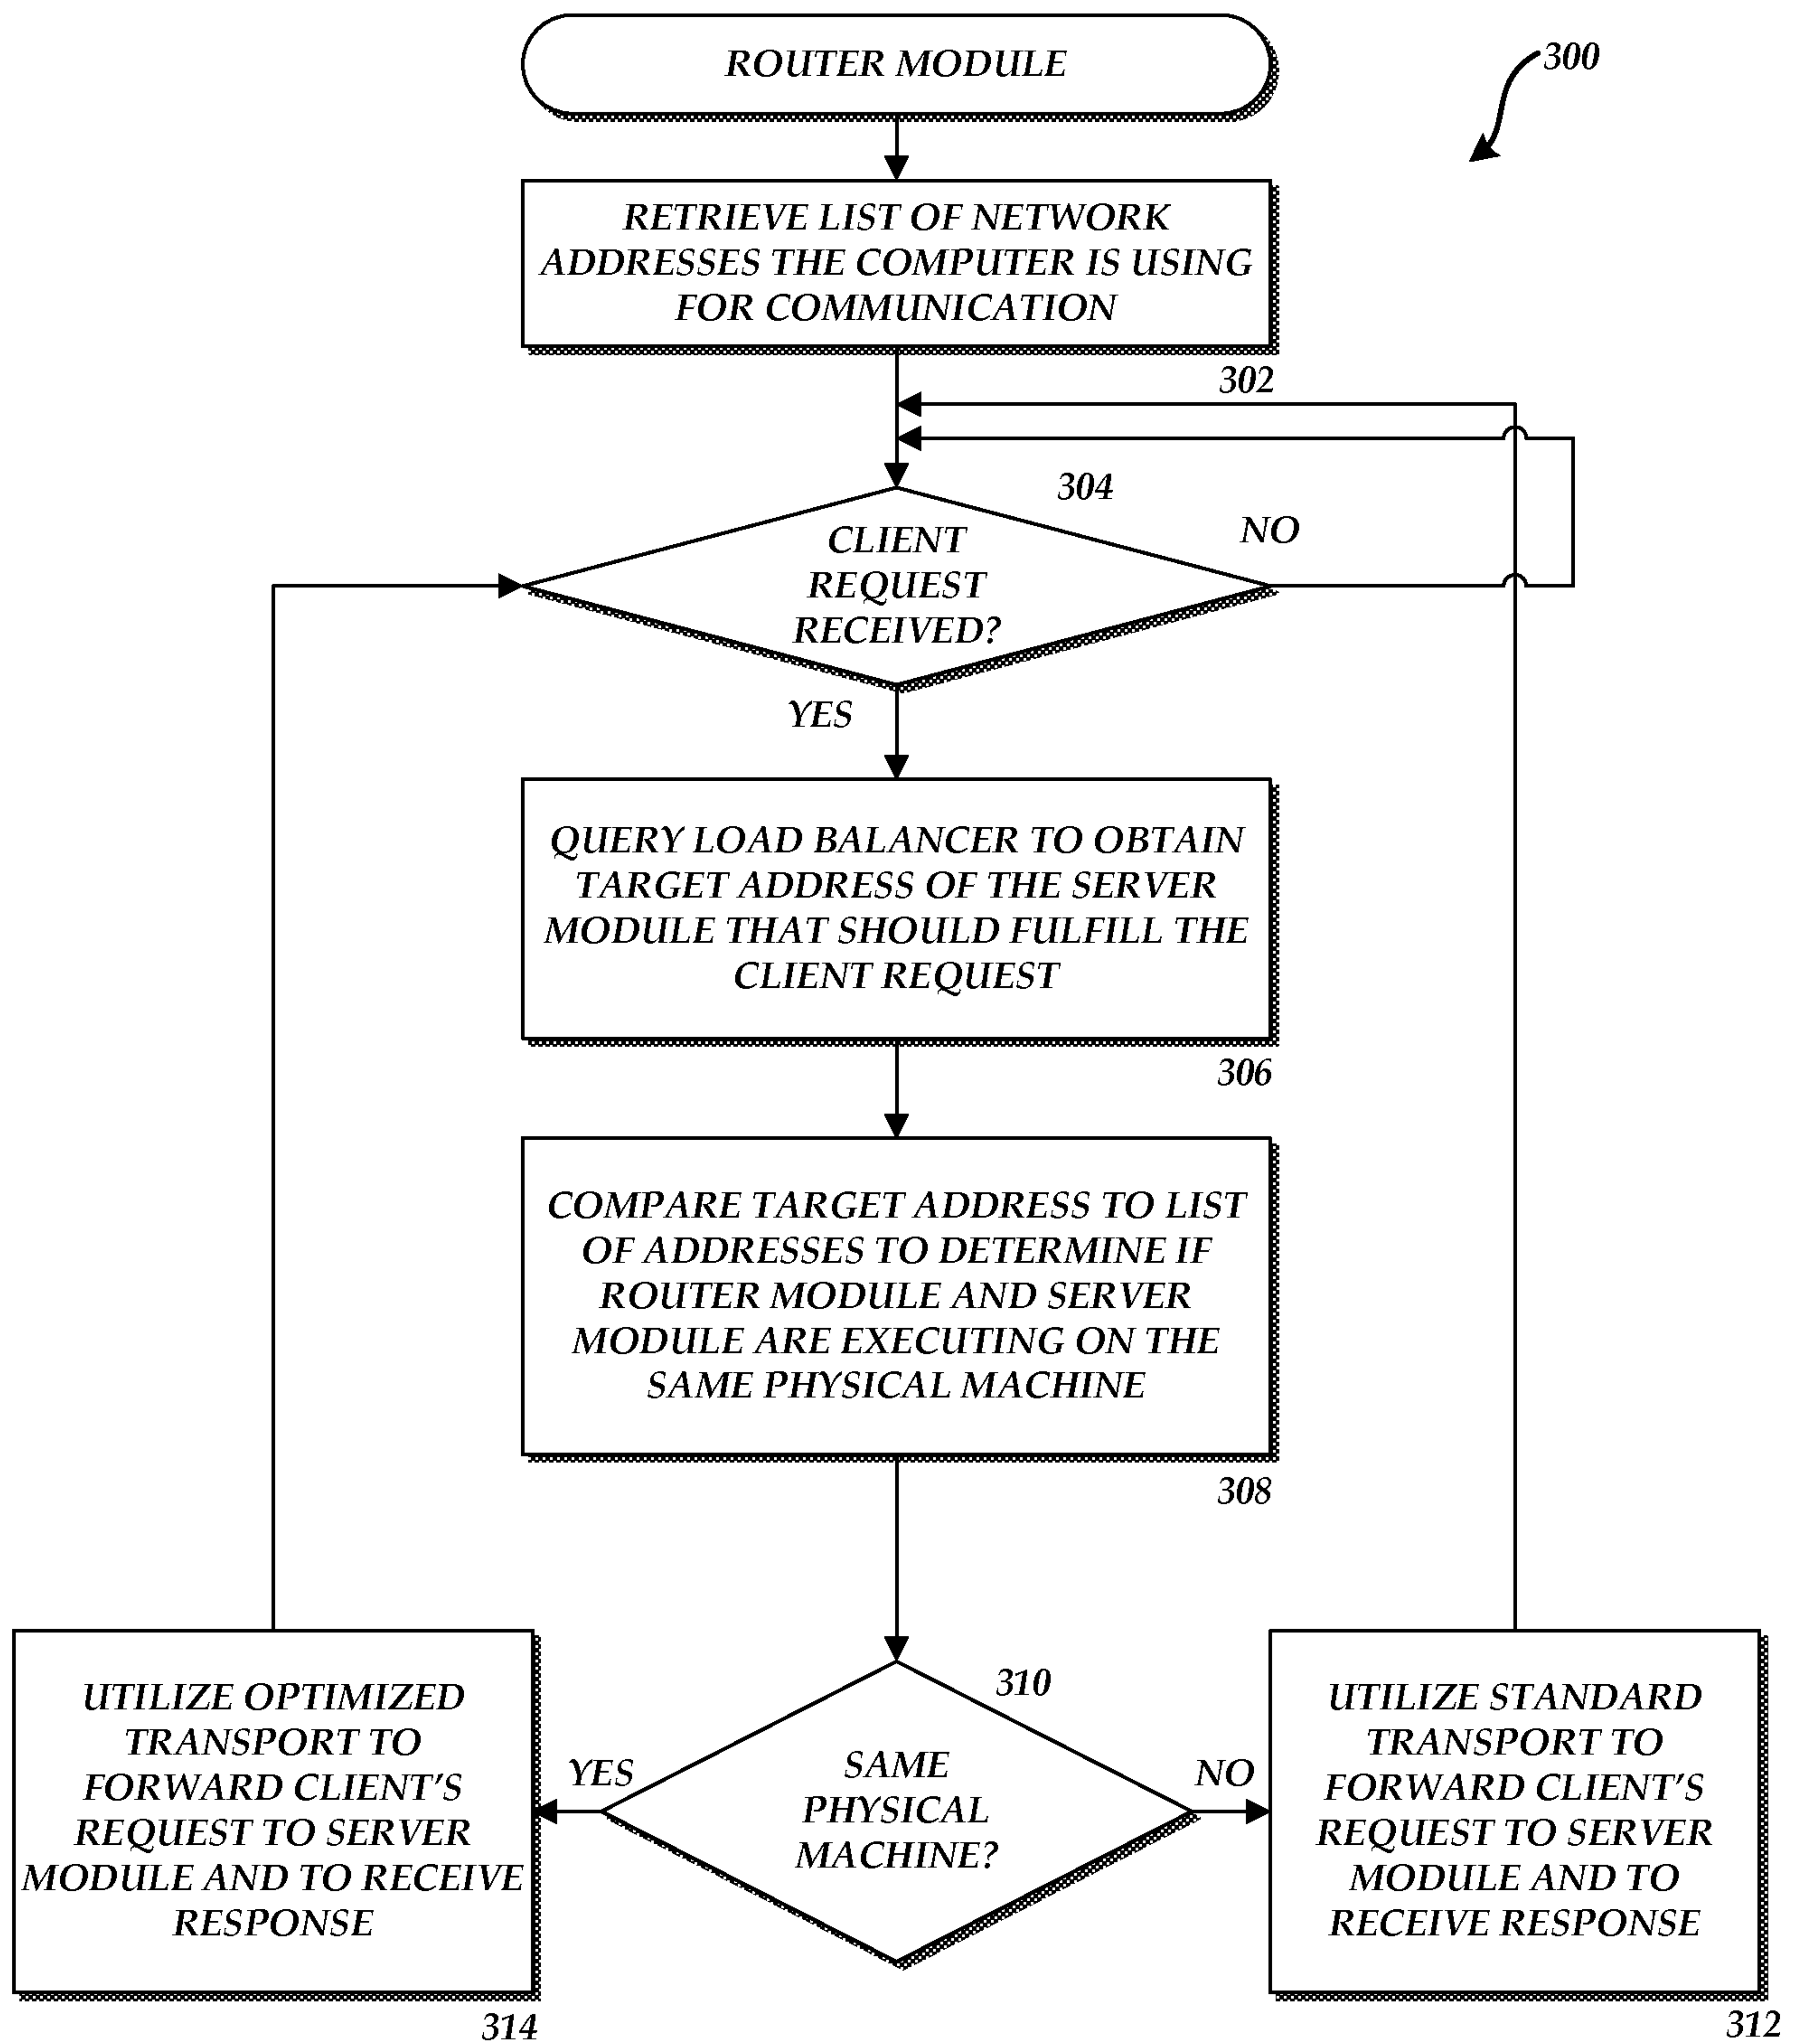 ROUTER MODULE
300
RETRIEVE LIST OF NETWORK
ADDRESSES THE COMPUTER IS USING
FOR COMMUNICATION
302
304
CLIENT
REQUEST
RECEIVED?
NO
YES
QUERY LOAD BALANCER TO OBTAIN
TARGET ADDRESS OF THE SERVER
MODULE THAT SHOULD FULFILL THE
CLIENT REQUEST
306
COMPARE TARGET ADDRESS TO LIST
OF ADDRESSES TO DETERMINE IF
ROUTER MODULE AND SERVER
MODULE ARE EXECUTING ON THE
SAME PHYSICAL MACHINE
308
310
SAME
PHYSICAL
MACHINE?
YES
NO
UTILIZE OPTIMIZED
TRANSPORT TO
FORWARD CLIENT'S
REQUEST TO SERVER
MODULE AND TO RECEIVE
RESPONSE
314
UTILIZE STANDARD
TRANSPORT TO
FORWARD CLIENT'S
REQUEST TO SERVER
MODULE AND TO
RECEIVE RESPONSE
312